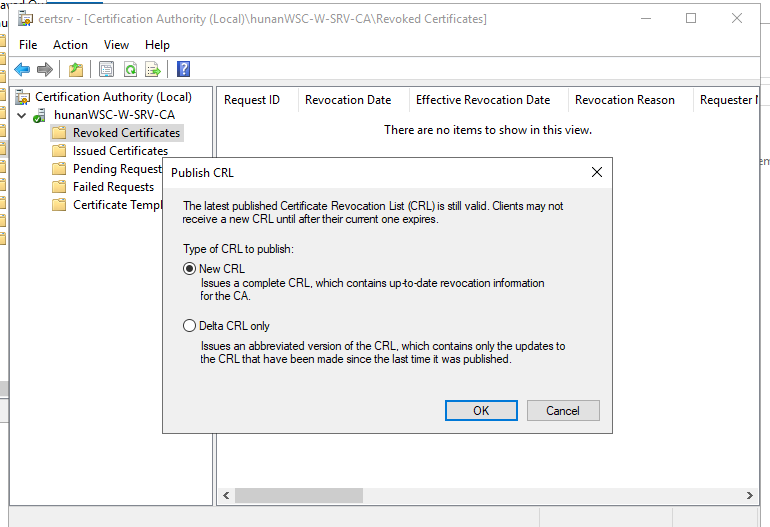 certsrv - [Certification Authority (Local)\hunanWSC-W-SRV-CA\Revoked Certificates]
File Action View Help
Certification Authority (Local)
hunanWSC-W-SRV-CA
Revoked Certificates
Issued Certificates
Pending Request
Failed Requests
Certificate Templ
Request ID Revocation Date Effective Revocation Date Revocation Reason Requester N
There are no items to show in this view.
Publish CRL
The latest published Certificate Revocation List (CRL) is still valid. Clients may not
receive a new CRL until after their current one expires.
Type of CRL to publish:
New CRL
Issues a complete CRL, which contains up-to-date revocation information
for the CA.
Delta CRL only
Issues an abbreviated version of the CRL, which contains only the updates to
the CRL that have been made since the last time it was published.
OK Cancel